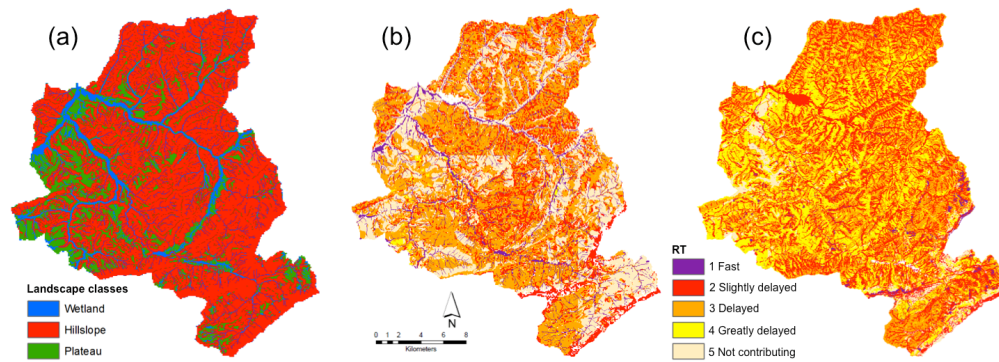 (a)
(b)
(c)
Landscape classes
Wetland
Hillslope
Plateau
N
0 1 2 4 6 8
Kilometers
RT
1 Fast
2 Slightly delayed
3 Delayed
4 Greatly delayed
5 Not contributing